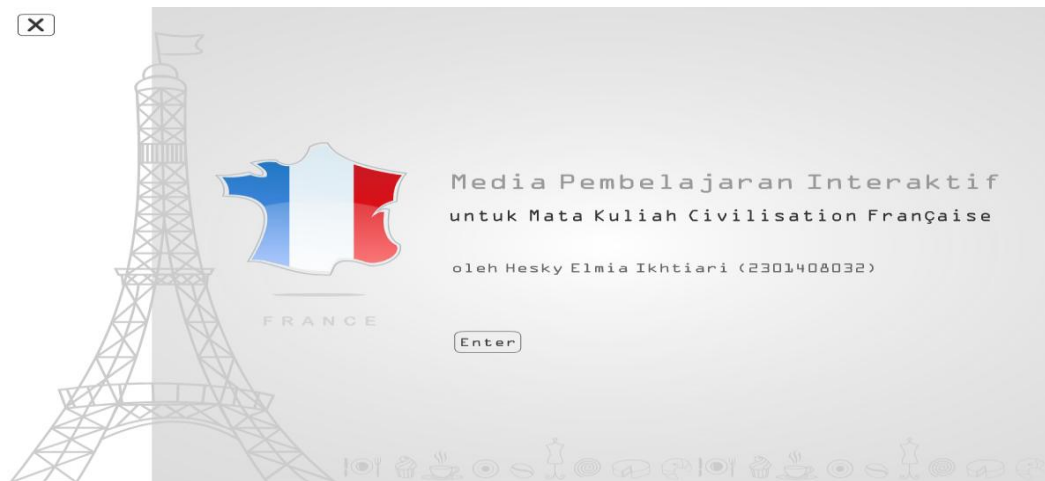 Media Pembelajaran Interaktif
untuk Mata Kuliah Civilisation Française
oleh Hesky Elmia Ikhtiari (2301408032)
FRANCE
Enter